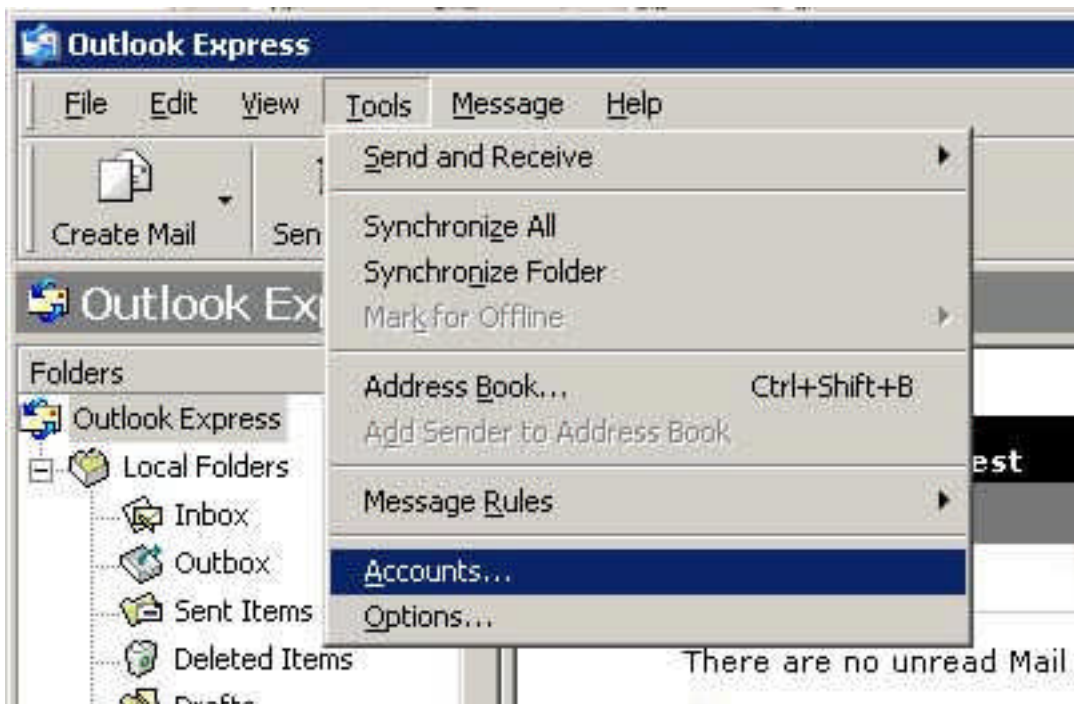 Outlook Express
File Edit View Tools Message Help
Send and Receive
Create Mail Sen
Synchronize All
Synchronize Folder
Mark for Offline
Outlook Ex
Folders
Address Book... Ctrl+Shift+B
Add Sender to Address Book
Outlook Express
Local Folders
est
Message Rules
Inbox
Outbox
Accounts...
Sent Items
Options...
Deleted Items
There are no unread Mail
Drafts